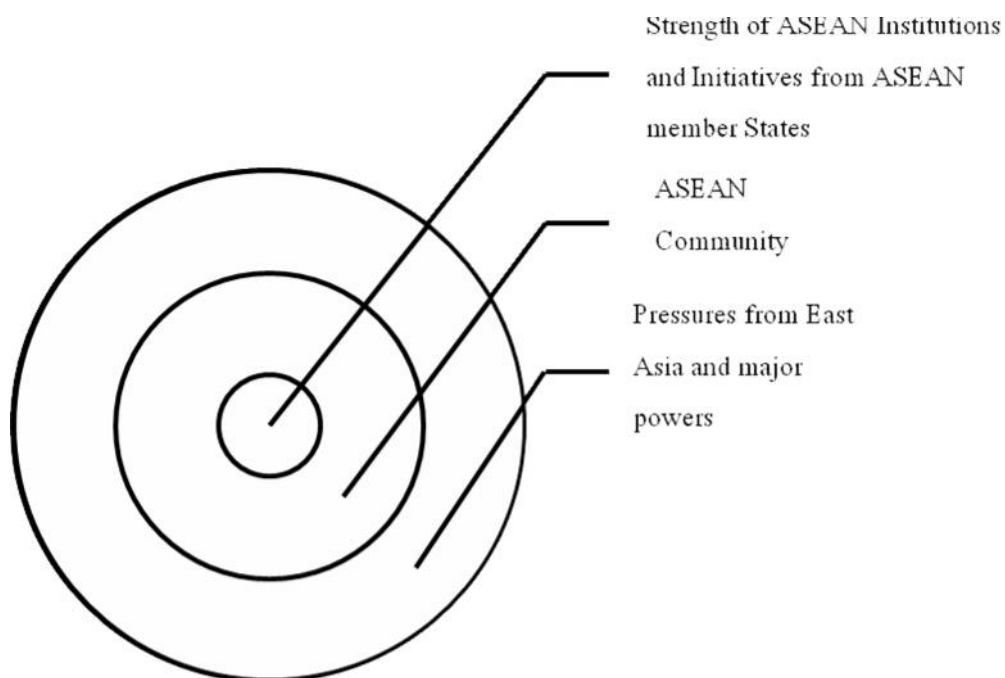 Strength of ASEAN Institutions
and Initiatives from ASEAN
member States
ASEAN
Community
Pressures from East
Asia and major
powers